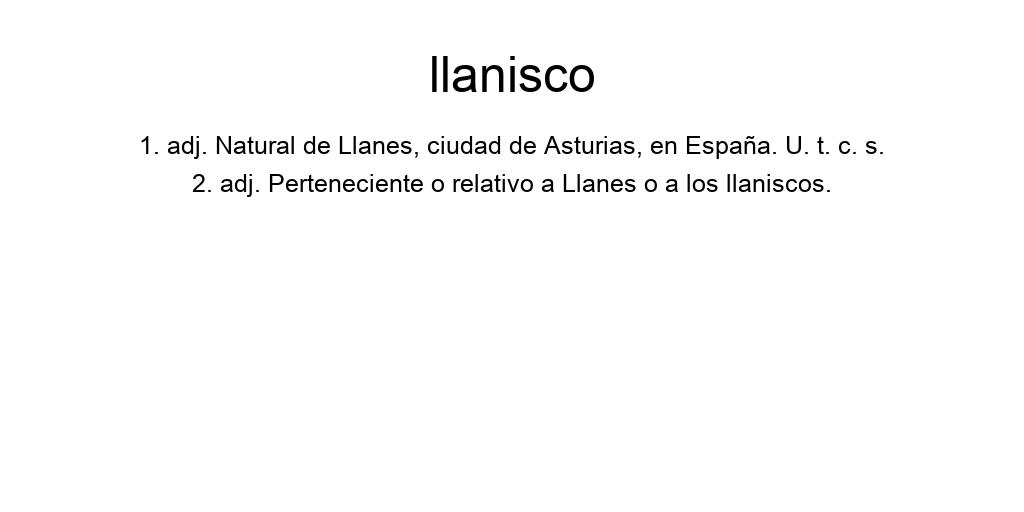 llanisco
1. adj. Natural de Llanes, ciudad de Asturias, en España. U. t. c. s.
2. adj. Perteneciente o relativo a Llanes o a los llaniscos.